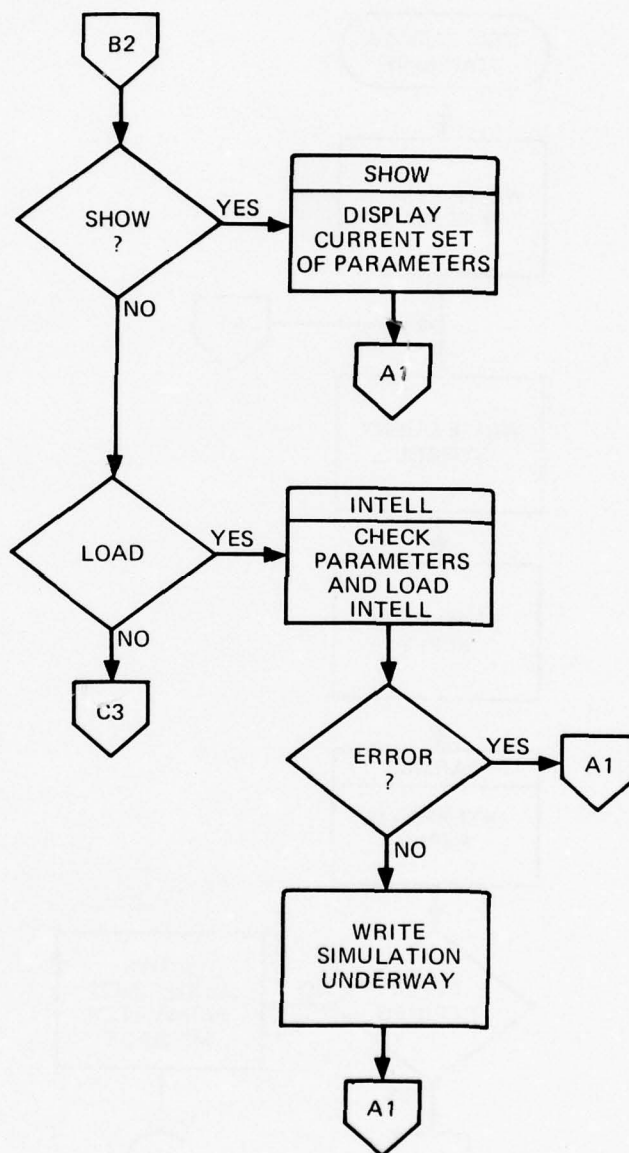 B2
SHOW
?
YES
NO
SHOW
DISPLAY
CURRENT SET
OF PARAMETERS
A1
LOAD
YES
NO
C3
INTELL
CHECK
PARAMETERS
AND LOAD
INTELL
ERROR
?
YES
A1
NO
WRITE
SIMULATION
UNDERWAY
A1